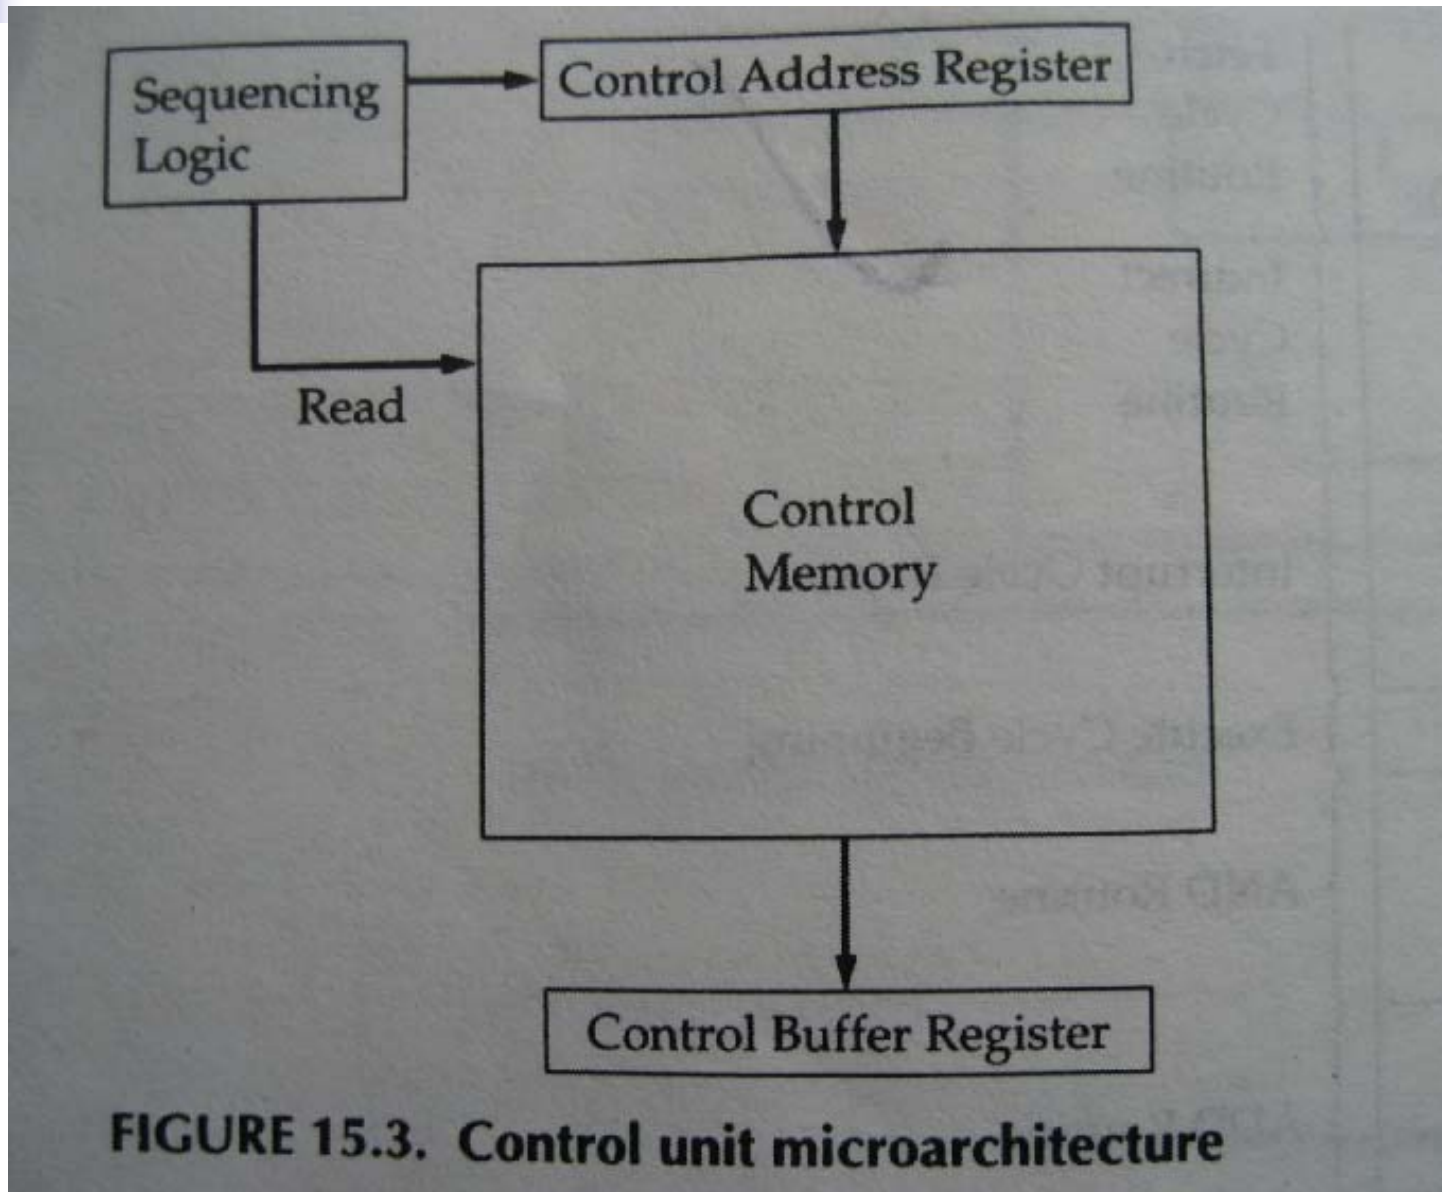 Sequencing
Logic
Control Address Register
Read
Control
Memory
Control Buffer Register
FIGURE 15.3. Control unit microarchitecture